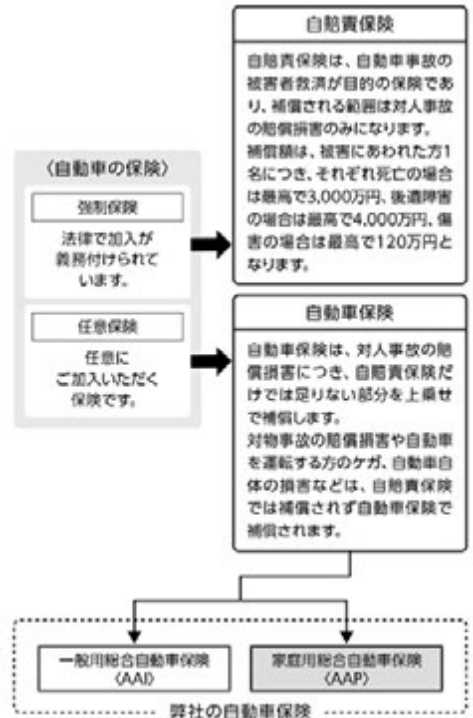 自賠責保険
自賠責保険は、自動車事故の
被害者救済が目的の保険であ
り、補償される範囲は対人事故
の賠償損害のみになります。
補償額は、被害にあわれた方1
名につき、それぞれ死亡の場合
は最高で3,000万円、後遺障害
の場合は最高で4,000万円、傷
害の場合は最高で120万円と
なります。
〈自動車の保険〉
強制保険
法律で加入が
義務付けられて
います。
任意保険
任意に
ご加入いただく
保険です。
自動車保険
自動車保険は、対人事故の賠
償損害につき、自賠責保険だ
けでは足りない部分を上乗せ
で補償します。
対物事故の賠償損害や自動車
を運転する方のケガ、自動車自
体の損害などは、自賠責保険
では補償されず自動車保険で
補償されます。
一般用総合自動車保険
〈AAI〉
家庭用総合自動車保険
〈AAP〉
弊社の自動車保険